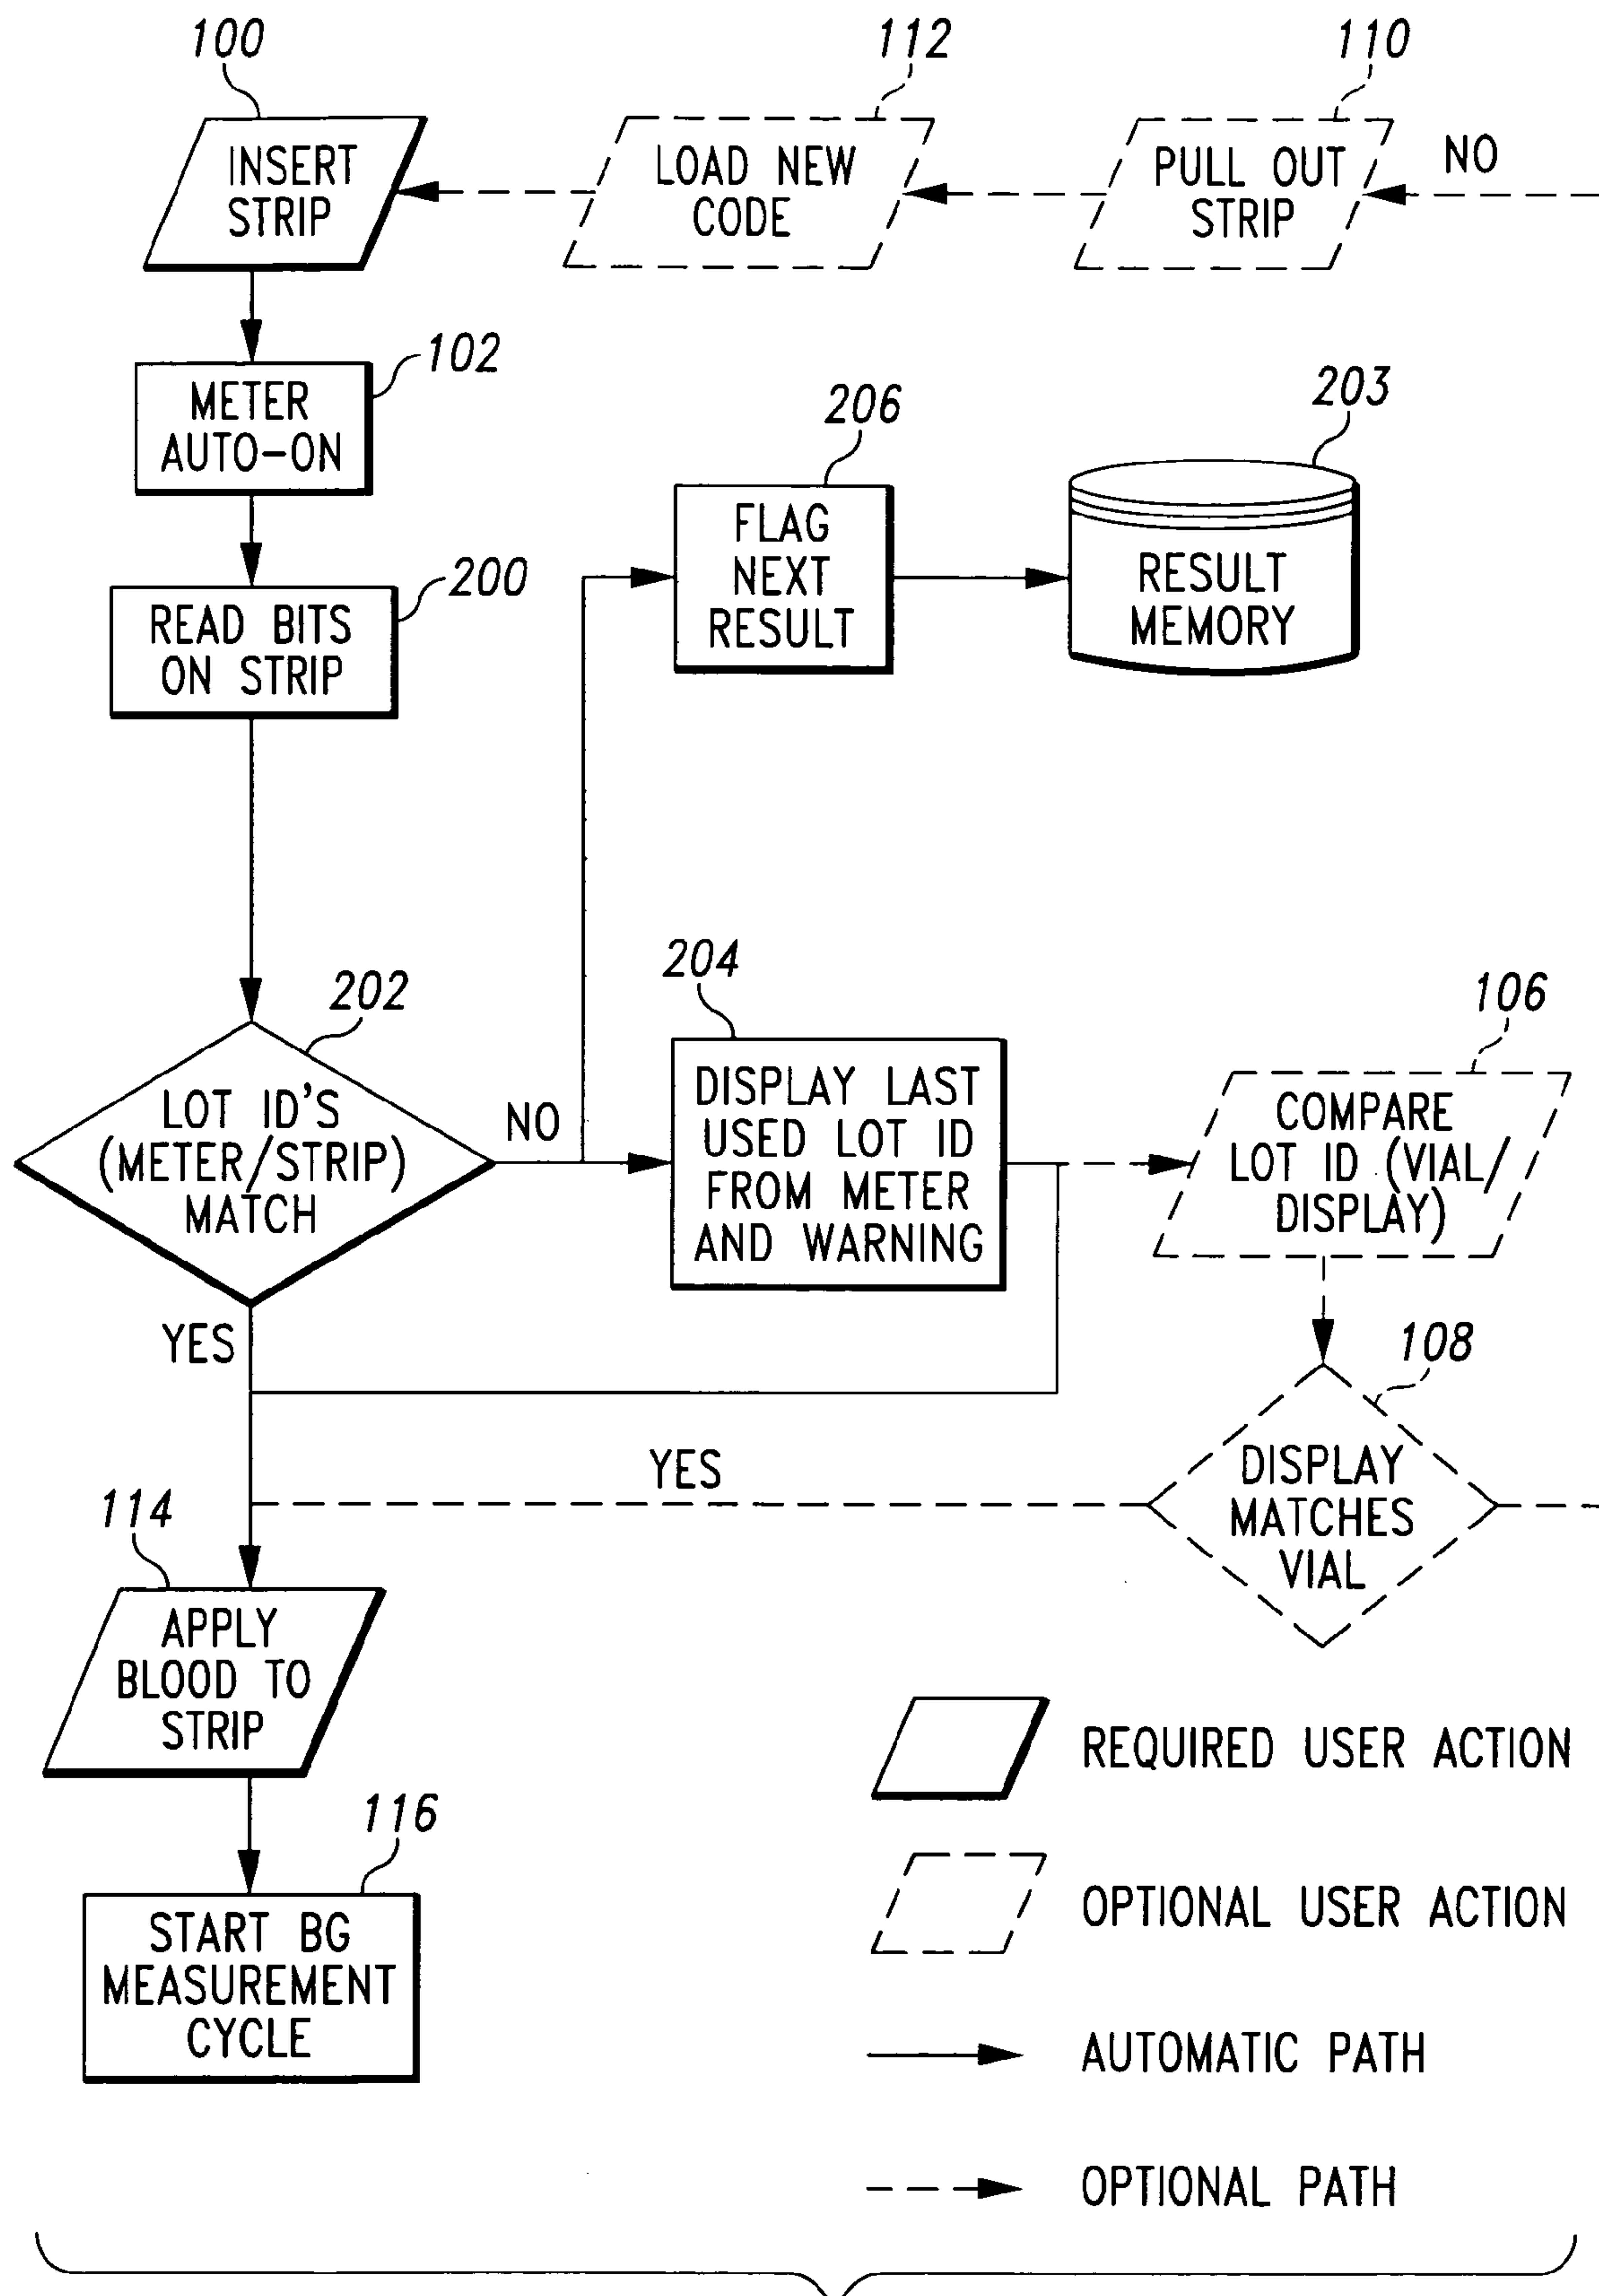 100
112
110
INSERT
STRIP
LOAD NEW
CODE
PULL OUT
STRIP
NO
102
METER
AUTO-ON
206
203
FLAG
NEXT
RESULT
RESULT
MEMORY
200
READ BITS
ON STRIP
202
204
106
LOT ID'S
(METER/STRIP)
MATCH
NO
DISPLAY LAST
USED LOT ID
FROM METER
AND WARNING
COMPARE
LOT ID (VIAL/
DISPLAY)
YES
108
YES
DISPLAY
MATCHES
VIAL
114
APPLY
BLOOD TO
STRIP
116
START BG
MEASUREMENT
CYCLE
REQUIRED USER ACTION
OPTIONAL USER ACTION
AUTOMATIC PATH
OPTIONAL PATH